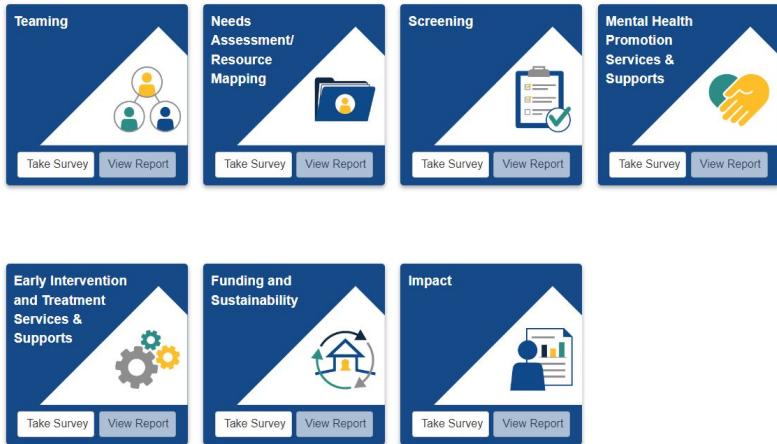 Teaming
Take Survey View Report
Needs
Assessment/
Resource
Mapping
Take Survey View Report
Screening
Take Survey View Report
Mental Health
Promotion
Services &
Supports
Take Survey View Report
Early Intervention
and Treatment
Services &
Supports
Take Survey View Report
Funding and
Sustainability
Take Survey View Report
Impact
Take Survey View Report